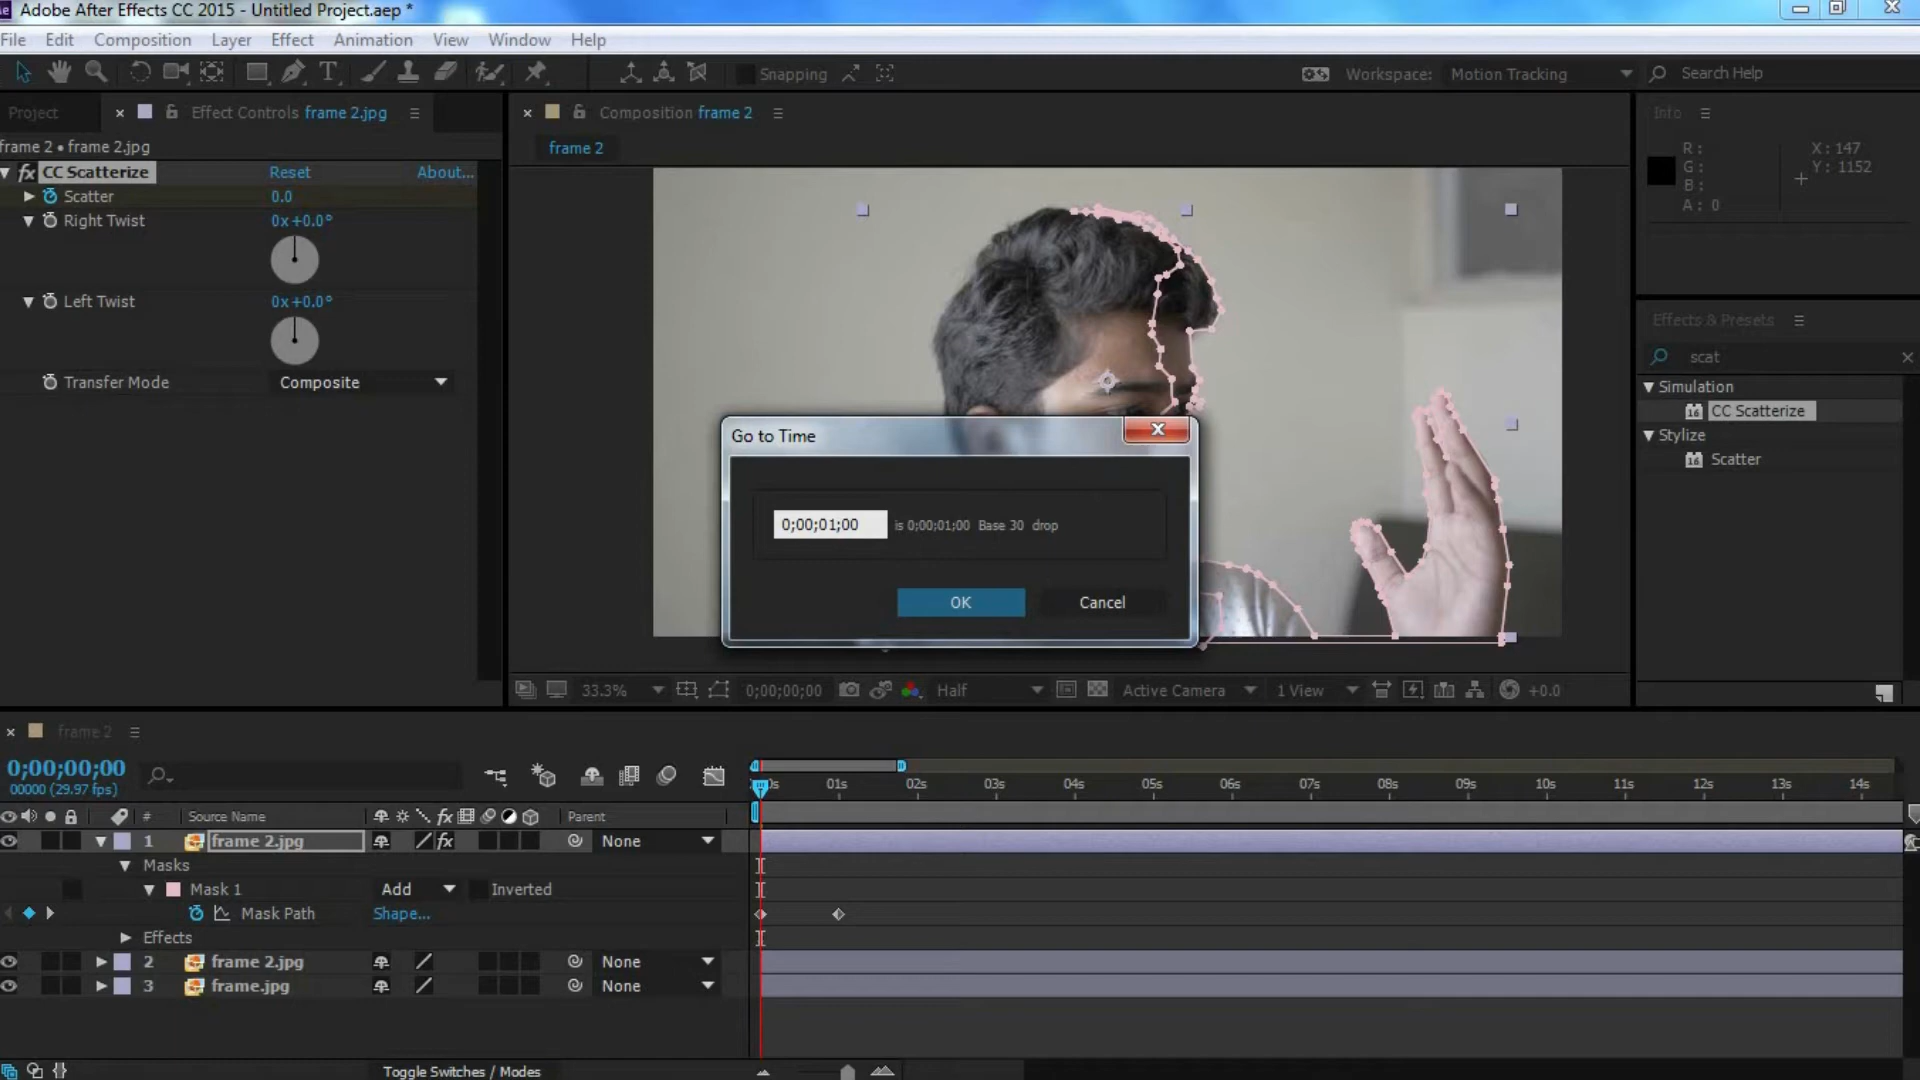 Adobe After Effects CC 2015 - Untitled Project.aep *
File Edit Composition Layer Effect Animation View Window Help
Snapping
Workspace: Motion Tracking
Search Help
Project
Effect Controls frame 2.jpg
frame 2 • frame 2.jpg
fx CC Scatterize Reset About...
Scatter 0.0
Right Twist 0x+0.0°
Left Twist 0x+0.0°
Transfer Mode Composite
Composition frame 2
frame 2
Info
R : X : 147
G : Y : 1152
B :
A : 0
Effects & Presets
scat
Simulation
CC Scatterize
Stylize
Scatter
Go to Time
0;00;01;00 is 0;00;01;00 Base 30 drop
OK Cancel
33.3% 0;00;00;00 Half Active Camera 1 View +0.0
frame 2
0;00;00;00
00000 (29.97 fps)
01s 02s 03s 04s 05s 06s 07s 08s 09s 10s 11s 12s 13s 14s
# Source Name fx Parent
1 frame 2.jpg fx None
Masks
Mask 1 Add Inverted
Mask Path Shape...
Effects
2 frame 2.jpg None
3 frame.jpg None
Toggle Switches / Modes